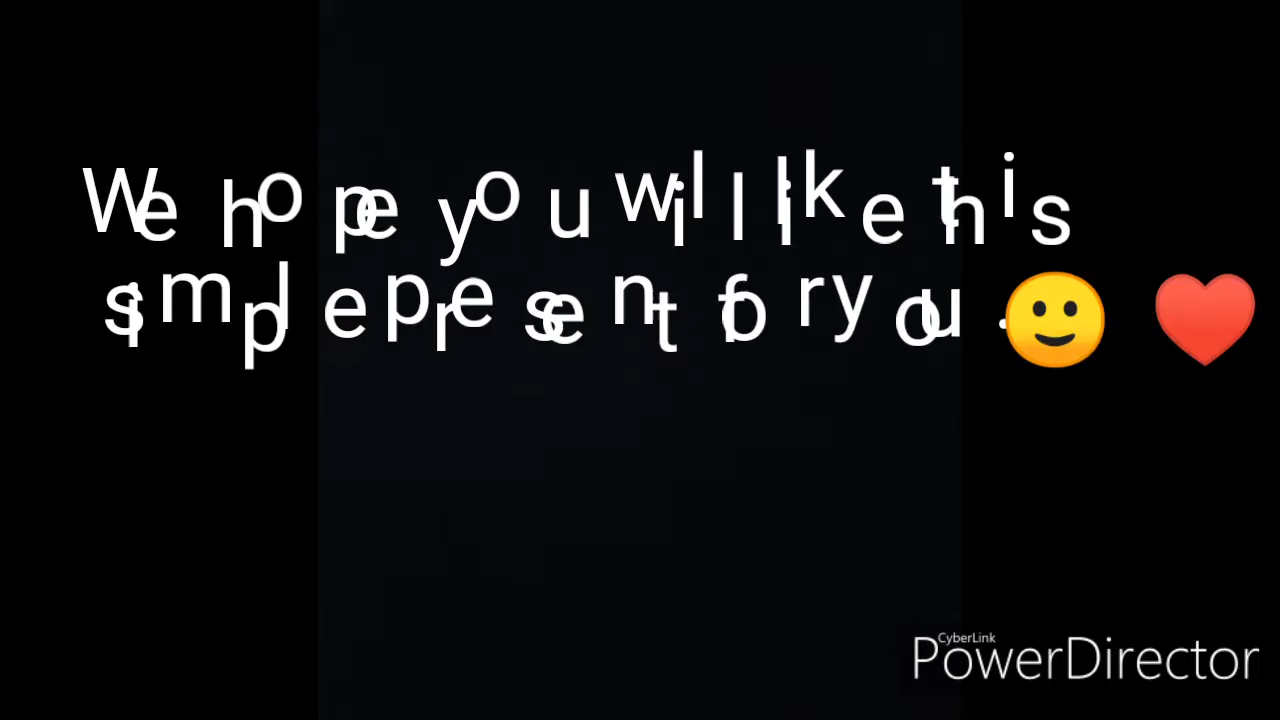 We hope you will like this
simple present for you. 🙂 ❤️
CyberLink
PowerDirector